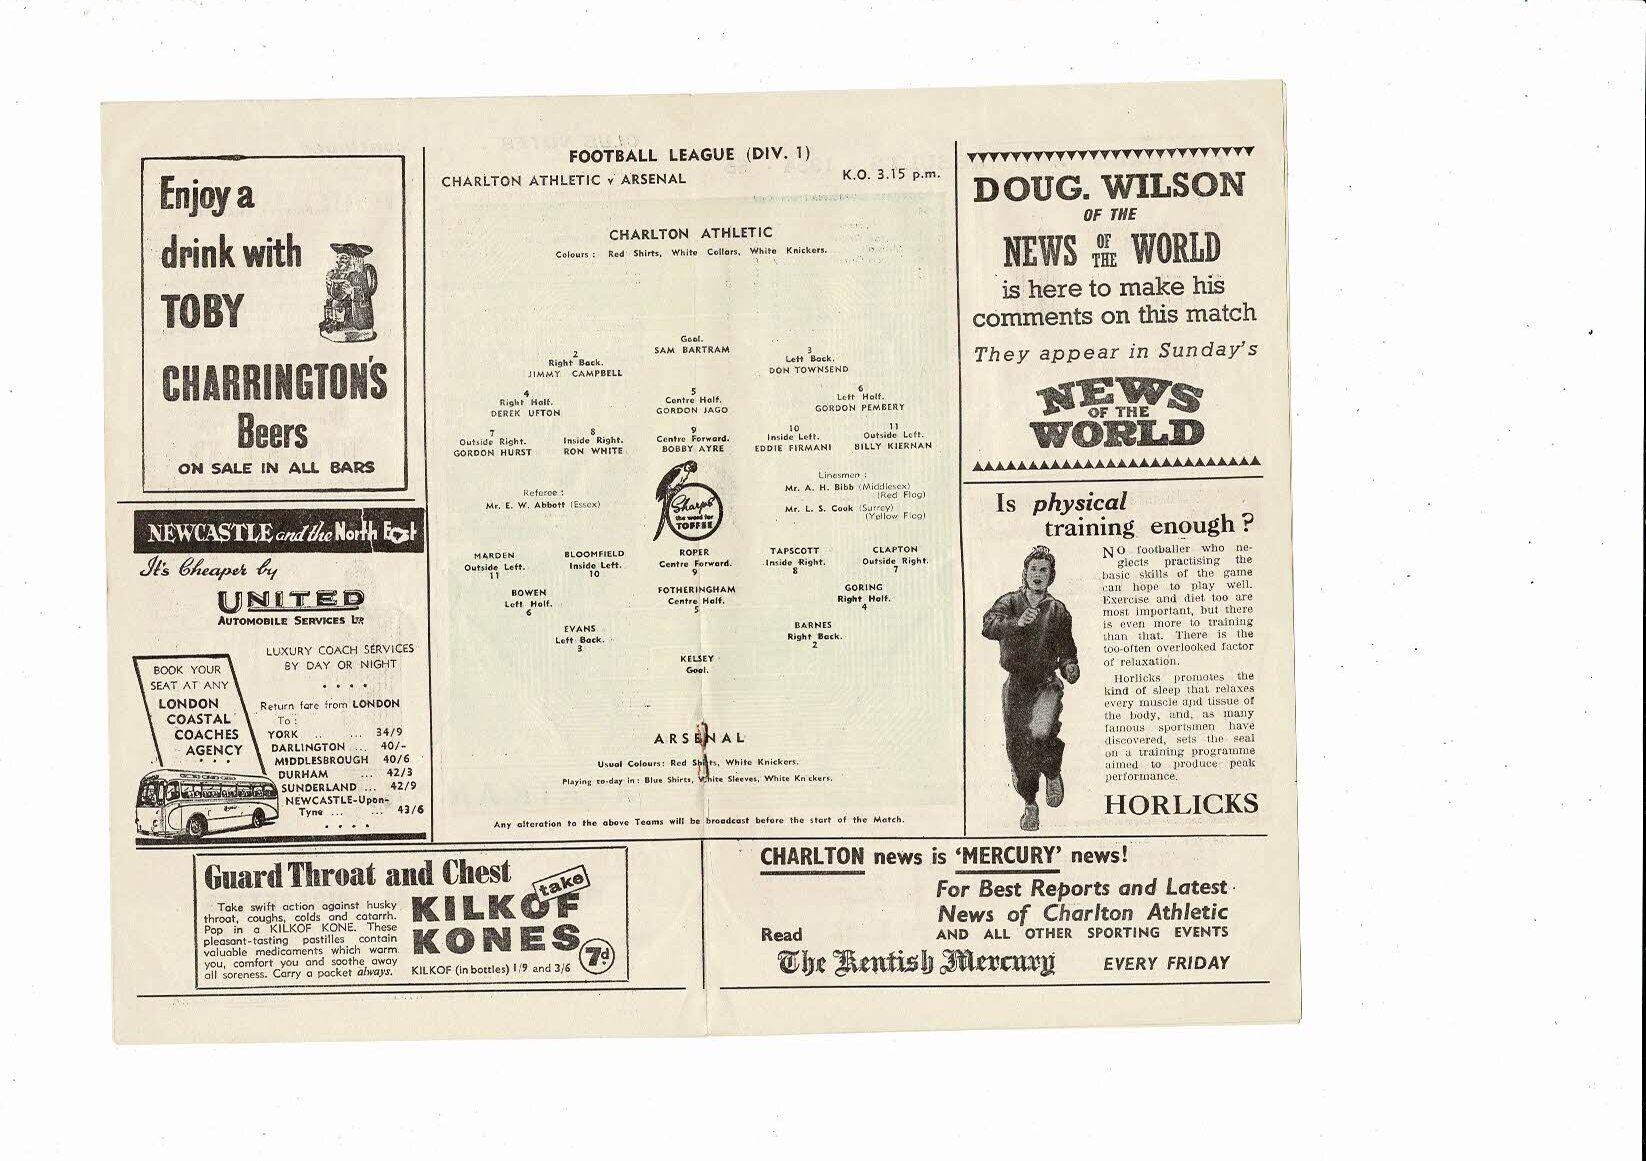 Enjoy a
drink with
TOBY
CHARRINGTON'S
Beers
ON SALE IN ALL BARS
NEWCASTLE and the North East
It's Cheaper by
UNITED
AUTOMOBILE SERVICES LTD
LUXURY COACH SERVICES
BY DAY OR NIGHT
BOOK YOUR
SEAT AT ANY
LONDON
COASTAL
COACHES
AGENCY
Return fare from LONDON
To :
YORK .. ... 34/9
DARLINGTON ... 40/-
MIDDLESBROUGH 40/6
DURHAM ... 42/3
SUNDERLAND ... 42/9
NEWCASTLE-Upon-
Tyne ... ... 43/6
FOOTBALL LEAGUE (DIV. 1)
CHARLTON ATHLETIC v ARSENAL K.O. 3.15 p.m.
CHARLTON ATHLETIC
Colours : Red Shirts, White Collars, White Knickers.
Goal.
SAM BARTRAM
2 3
Right Back. Left Back.
JIMMY CAMPBELL DON TOWNSEND
4 5 6
Right Half. Centre Half. Left Half.
DEREK UFTON GORDON JAGO GORDON PEMBERY
7 8 9 10 11
Outside Right. Inside Right. Centre Forward. Inside Left. Outside Left.
GORDON HURST RON WHITE BOBBY AYRE EDDIE FIRMANI BILLY KIERNAN
Referee :
Mr. E. W. Abbott (Essex)
Sharps
the word for
TOFFEE
Linesmen :
Mr. A. H. Bibb (Middlesex)
(Red Flag)
Mr. L. S. Cook (Surrey)
(Yellow Flag)
MARDEN BLOOMFIELD ROPER TAPSCOTT CLAPTON
Outside Left. Inside Left. Centre Forward. Inside Right. Outside Right.
11 10 9 8 7
BOWEN FOTHERINGHAM GORING
Left Half. Centre Half. Right Half.
6 5 4
EVANS BARNES
Left Back. Right Back.
3 2
KELSEY
Goal.
ARSENAL
Usual Colours: Red Shirts, White Knickers.
Playing to-day in : Blue Shirts, White Sleeves, White Knickers.
Any alteration to the above Teams will be broadcast before the start of the Match.
DOUG. WILSON
OF THE
NEWS OF THE WORLD
is here to make his
comments on this match
They appear in Sunday's
NEWS
OF THE
WORLD
Is physical
training enough?
NO footballer who ne-
glects practising the
basic skills of the game
can hope to play well.
Exercise and diet too are
most important, but there
is even more to training
than that. There is the
too-often overlooked factor
of relaxation.
Horlicks promotes the
kind of sleep that relaxes
every muscle and tissue of
the body, and, as many
famous sportsmen have
discovered, sets the seal
on a training programme
aimed to produce peak
performance.
HORLICKS
Guard Throat and Chest
Take swift action against husky
throat, coughs, colds and catarrh.
Pop in a KILKOF KONE. These
pleasant-tasting pastilles contain
valuable medicaments which warm
you, comfort you and soothe away
all soreness. Carry a packet always.
take
KILKOF
KONES
7d
KILKOF (in bottles) 1/9 and 3/6
CHARLTON news is 'MERCURY' news!
For Best Reports and Latest
News of Charlton Athletic
Read AND ALL OTHER SPORTING EVENTS
The Kentish Mercury EVERY FRIDAY